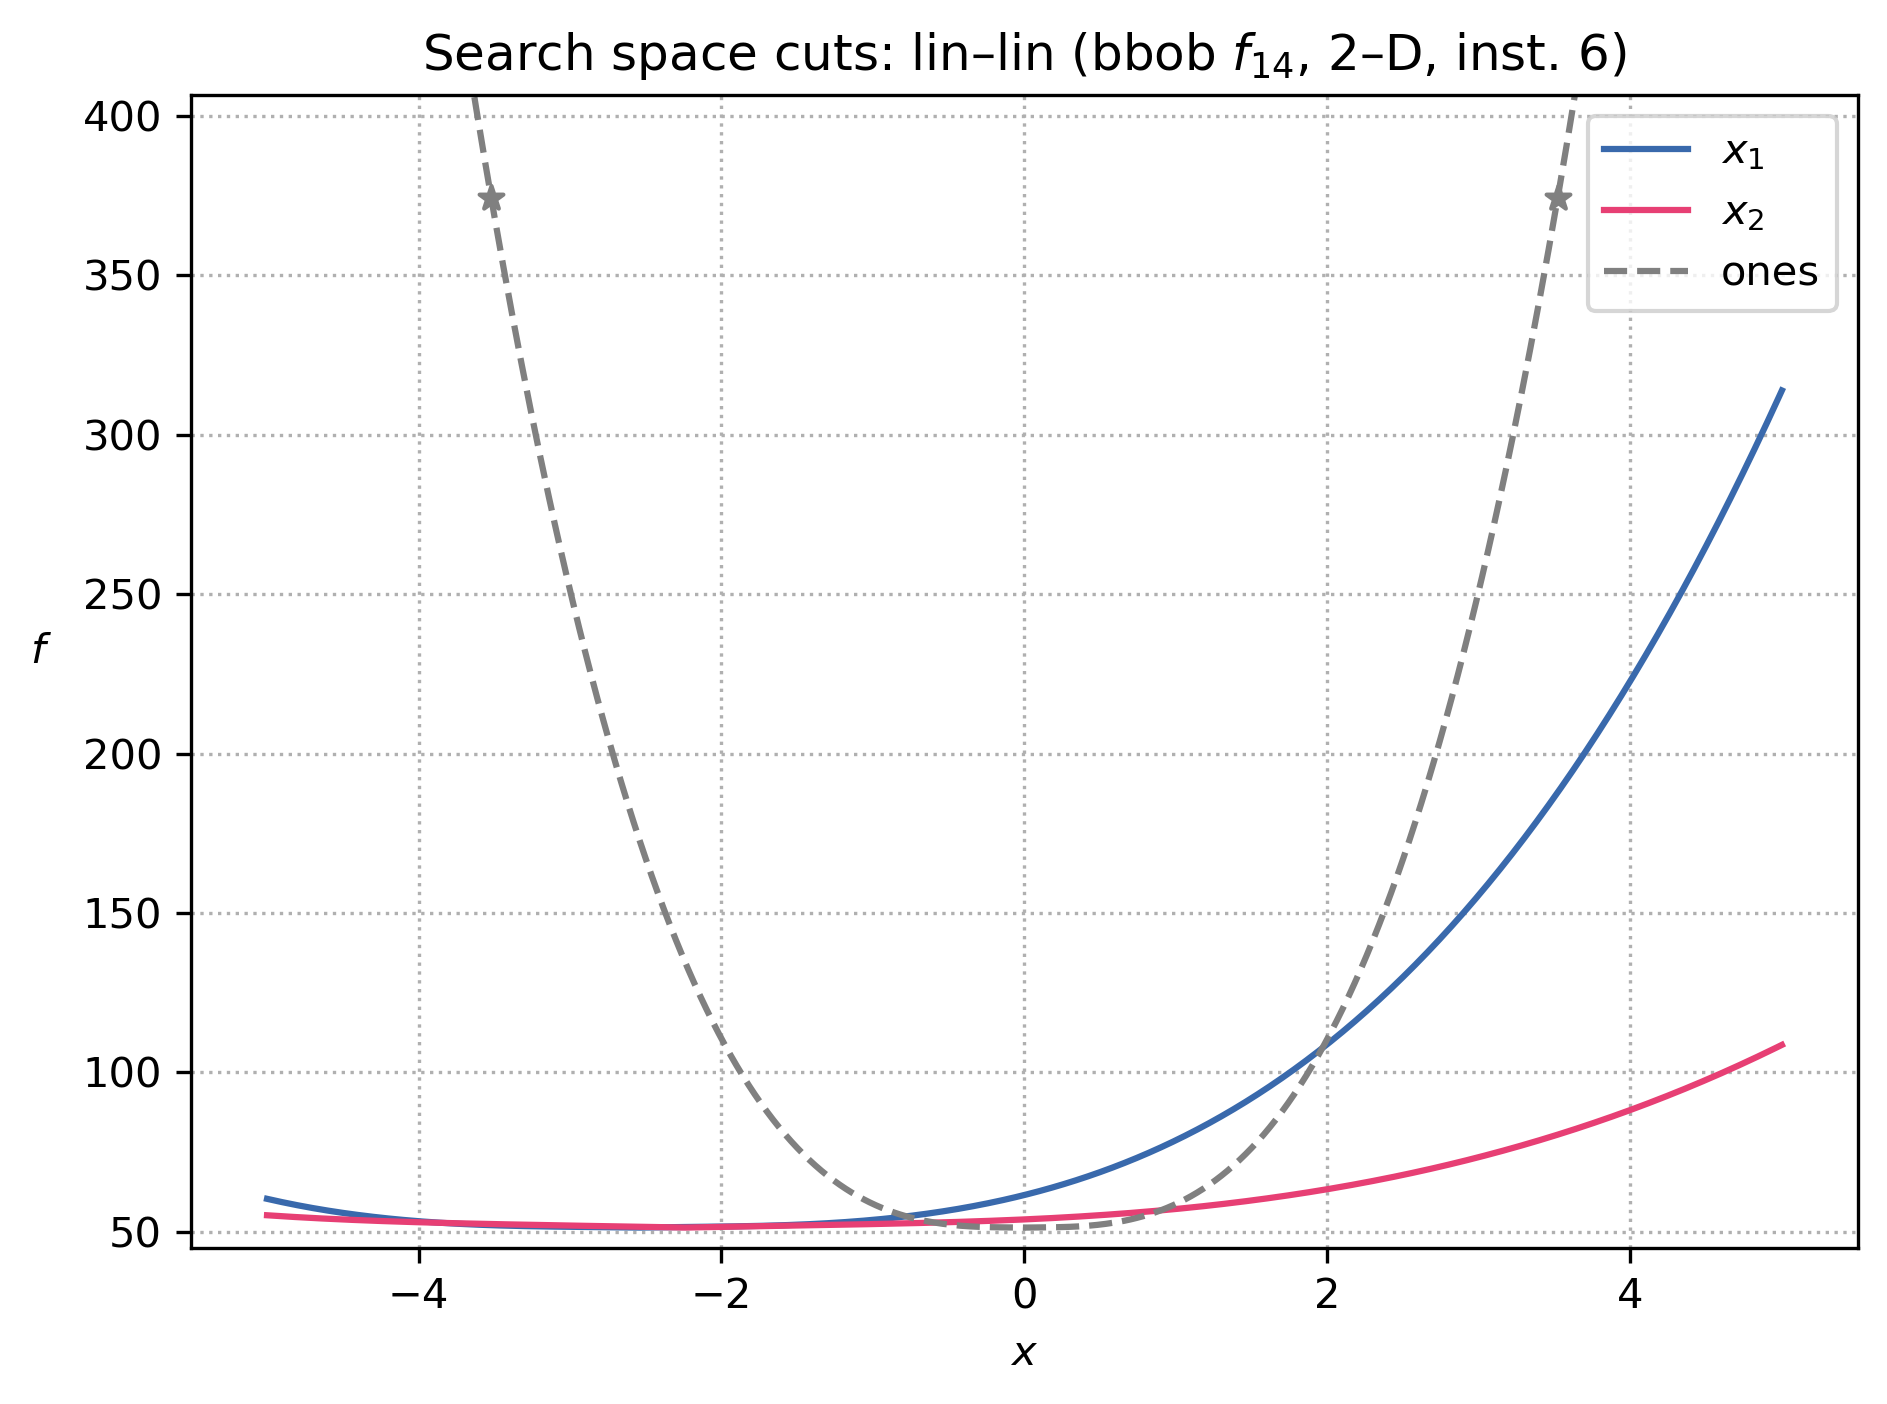 Search space cuts: lin–lin (bbob f₁₄, 2–D, inst. 6)
400
350
300
250
200
150
100
50
f
x₁
x₂
ones
−4
−2
0
2
4
x